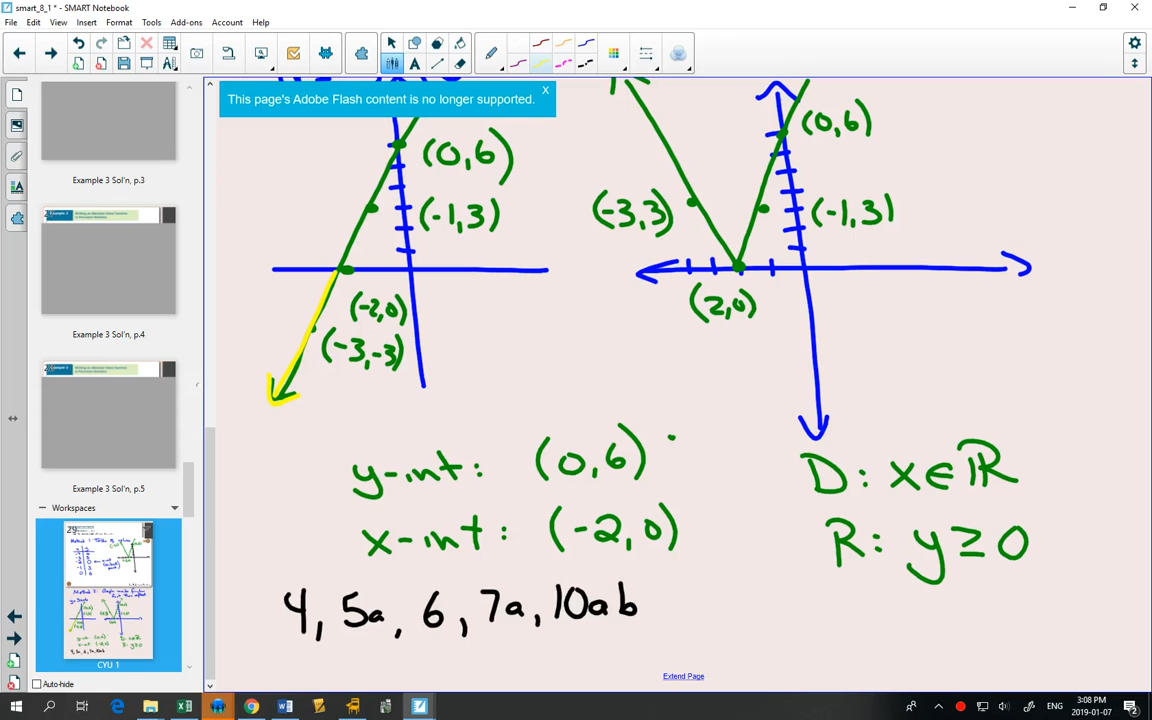 smart_8_1 * - SMART Notebook
File Edit View Insert Format Tools Add-ons Account Help
This page's Adobe Flash content is no longer supported. X
Example 3 Sol'n, p.3
Example 3 Sol'n, p.4
Example 3 Sol'n, p.5
Workspaces
CYU 1
Auto-hide
(0,6)
(-1,3)
(-2,0)
(-3,-3)
(0,6)
(-3,3)
(-1,3)
(2,0)
y-int: (0,6)
x-int: (-2,0)
D: x∈ℝ
R: y≥0
4, 5a, 6, 7a, 10ab
Extend Page
ENG
3:08 PM
2019-01-07
2